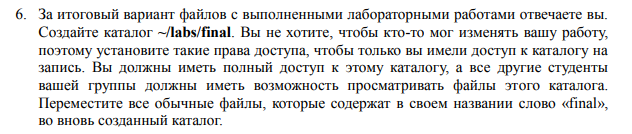 6. За итоговый вариант файлов с выполненными лабораторными работами отвечаете вы.
Создайте каталог ~/labs/final. Вы не хотите, чтобы кто-то мог изменять вашу работу,
поэтому установите такие права доступа, чтобы только вы имели доступ к каталогу на
запись. Вы должны иметь полный доступ к этому каталогу, а все другие студенты
вашей группы должны иметь возможность просматривать файлы этого каталога.
Переместите все обычные файлы, которые содержат в своем названии слово «final»,
во вновь созданный каталог.